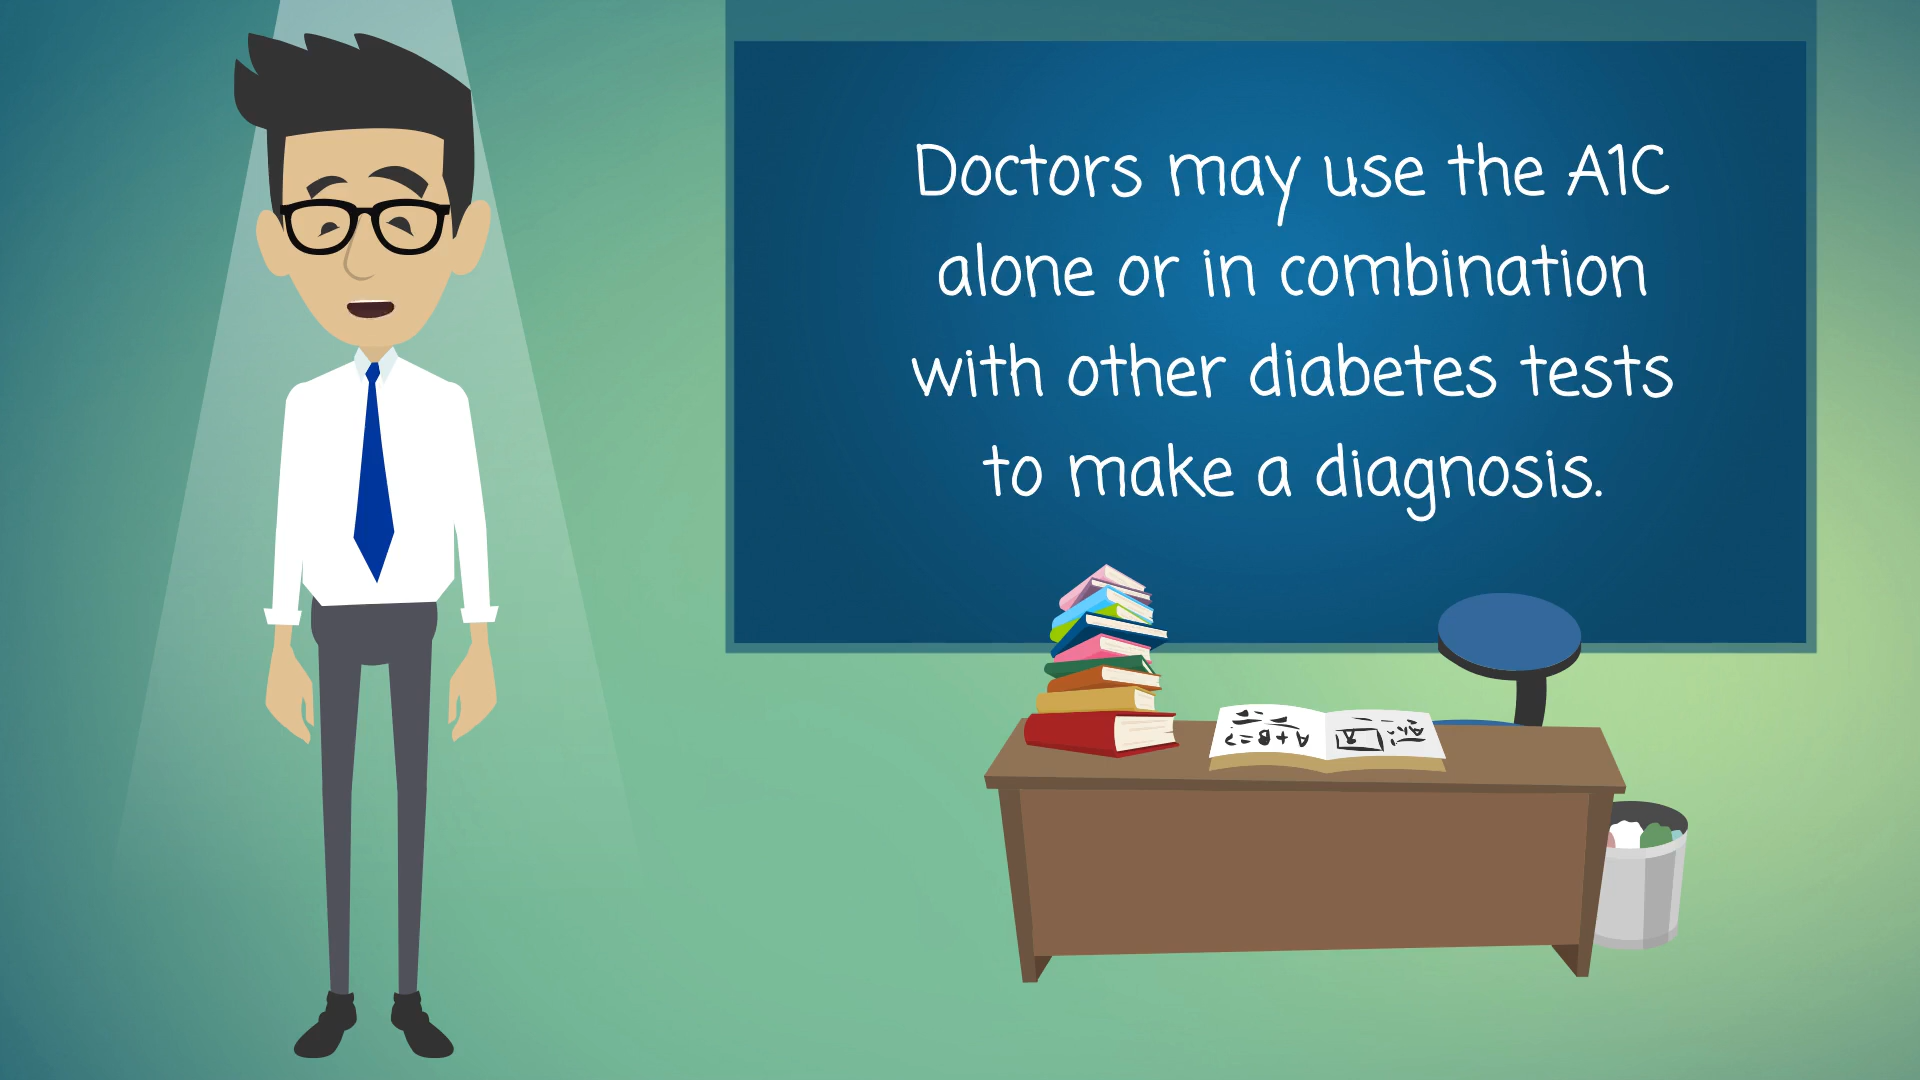 Doctors may use the A1C
alone or in combination
with other diabetes tests
to make a diagnosis.
A + B = ?